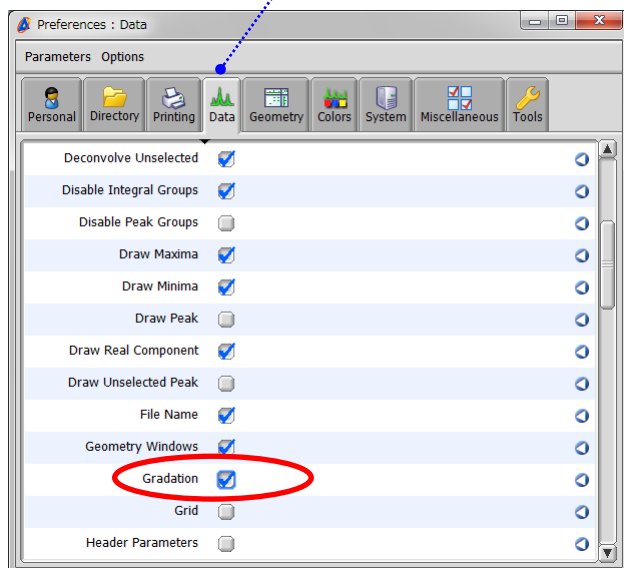 Preferences : Data
Parameters Options
Personal Directory Printing Data Geometry Colors System Miscellaneous Tools
Deconvolve Unselected
Disable Integral Groups
Disable Peak Groups
Draw Maxima
Draw Minima
Draw Peak
Draw Real Component
Draw Unselected Peak
File Name
Geometry Windows
Gradation
Grid
Header Parameters